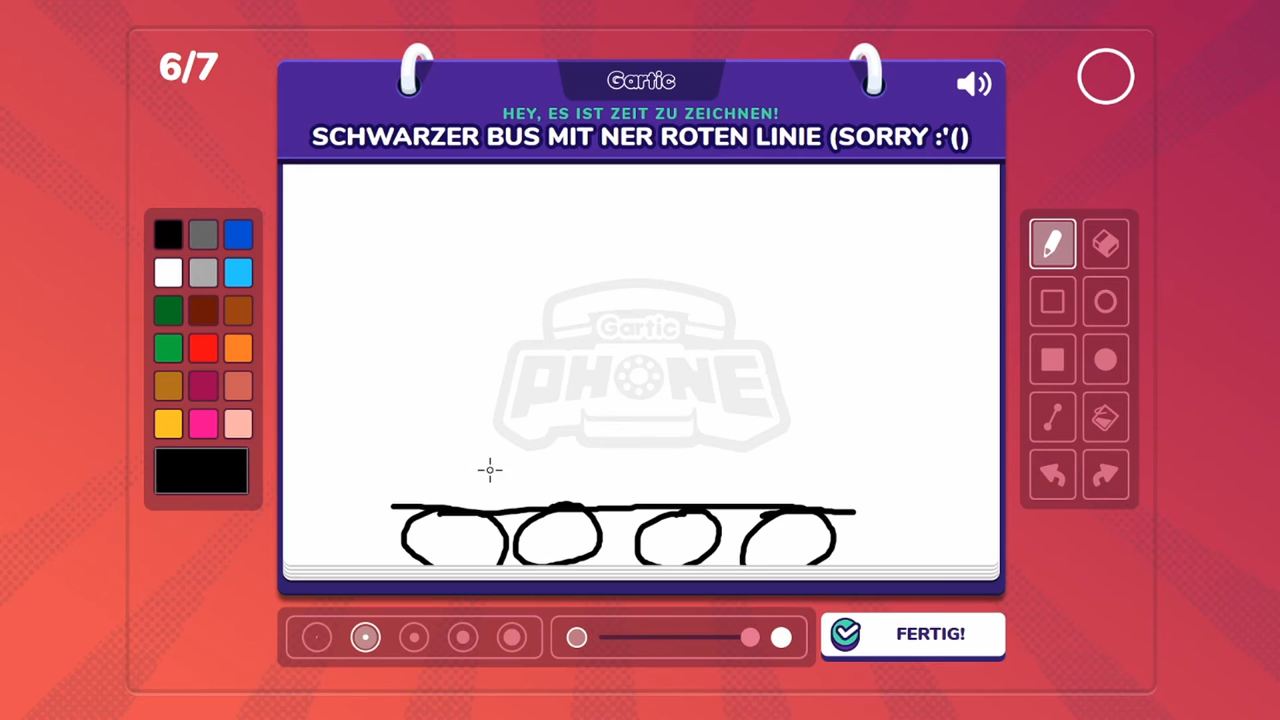 6/7
Gartic
HEY, ES IST ZEIT ZU ZEICHNEN!
SCHWARZER BUS MIT NER ROTEN LINIE (SORRY :'()
Gartic
PHONE
FERTIG!